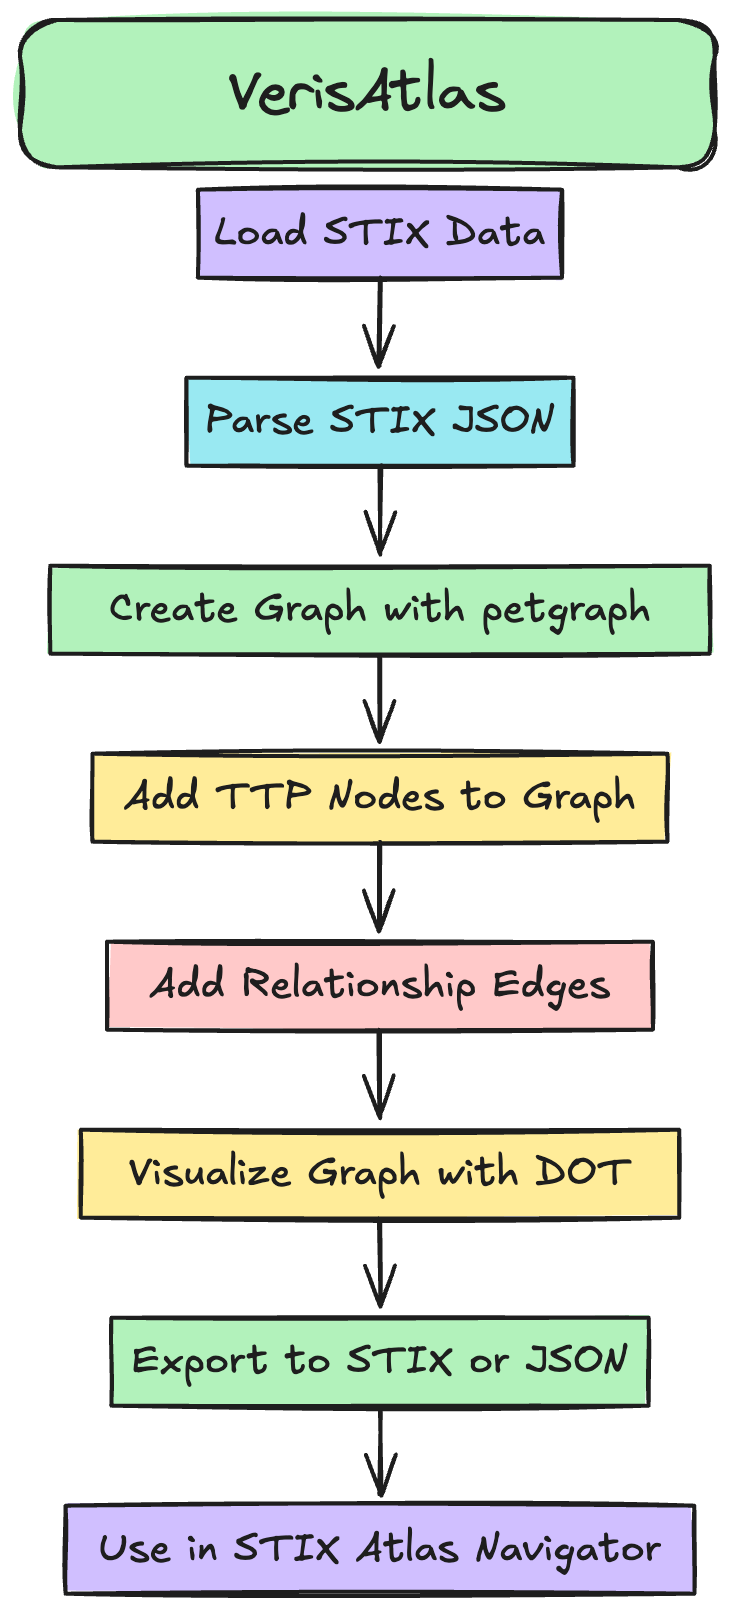 VerisAtlas
Load STIX Data
Parse STIX JSON
Create Graph with petgraph
Add TTP Nodes to Graph
Add Relationship Edges
Visualize Graph with DOT
Export to STIX or JSON
Use in STIX Atlas Navigator